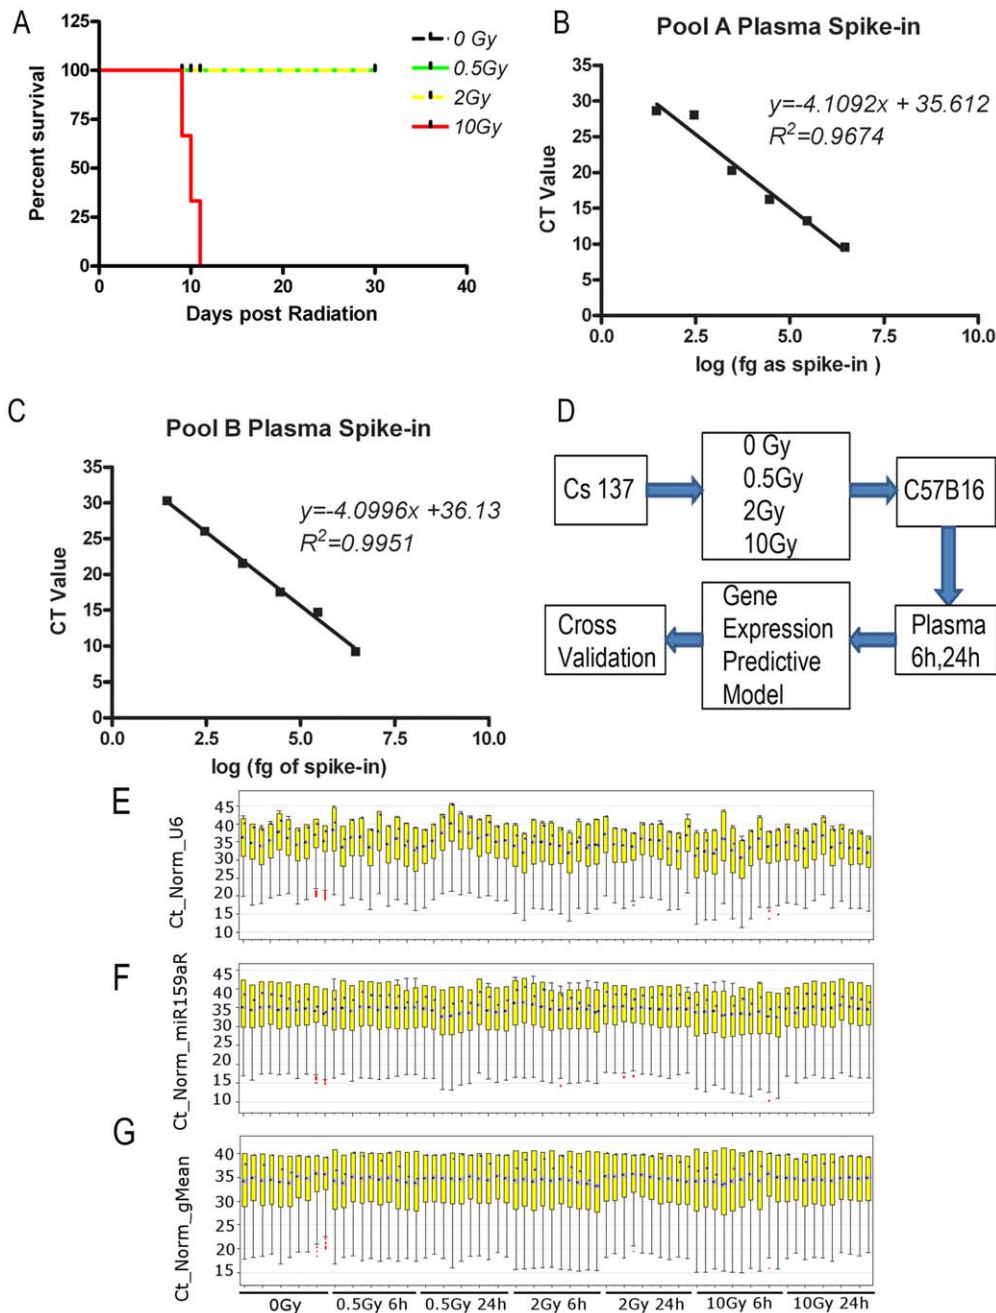 A
125
100
75
50
25
0
Percent survival
0 10 20 30 40
Days post Radiation
0 Gy
0.5Gy
2Gy
10Gy
B
Pool A Plasma Spike-in
35
30
25
20
15
10
5
0
CT Value
y=-4.1092x + 35.612
R²=0.9674
0.0 2.5 5.0 7.5 10.0
log (fg as spike-in )
C
Pool B Plasma Spike-in
35
30
25
20
15
10
5
0
CT Value
y=-4.0996x +36.13
R²=0.9951
0.0 2.5 5.0 7.5 10.0
log (fg of spike-in)
D
Cs 137
0 Gy
0.5Gy
2Gy
10Gy
C57B16
Plasma
6h,24h
Gene
Expression
Predictive
Model
Cross
Validation
E
Ct_Norm_U6
45
40
35
30
25
20
15
10
F
Ct_Norm_miR159aR
45
40
35
30
25
20
15
10
G
Ct_Norm_gMean
40
35
30
25
20
15
0Gy 0.5Gy 6h 0.5Gy 24h 2Gy 6h 2Gy 24h 10Gy 6h 10Gy 24h